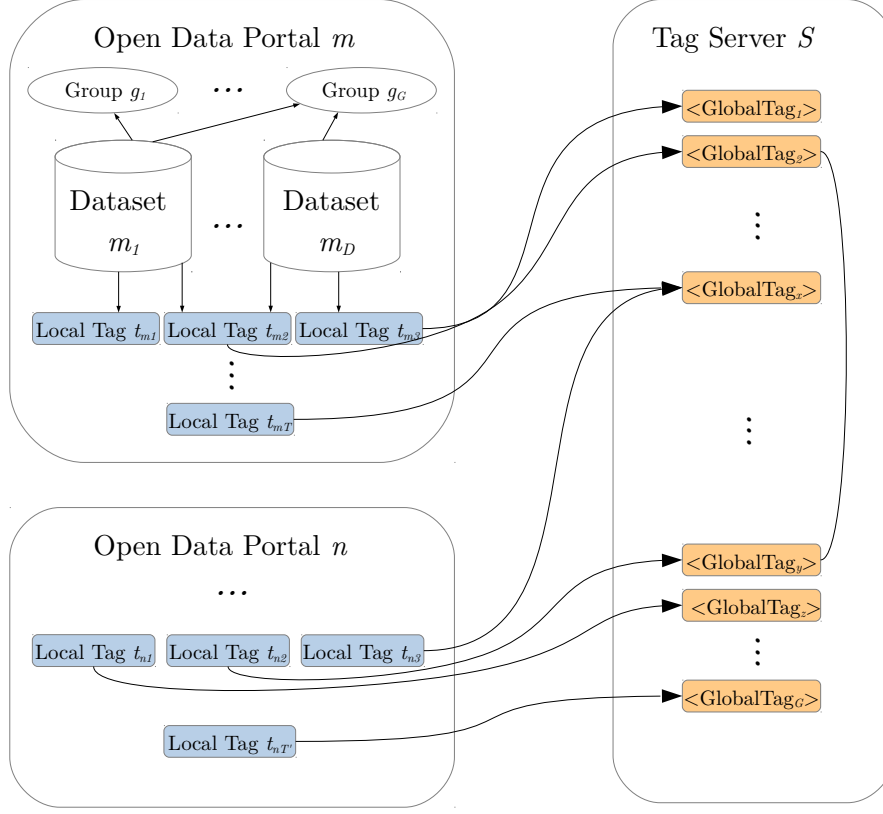 Open Data Portal m
Group g1
...
Group gG
Dataset
m1
...
Dataset
mD
Local Tag tm1
Local Tag tm2
Local Tag tm3
...
Local Tag tmT
Open Data Portal n
...
Local Tag tn1
Local Tag tn2
Local Tag tn3
Local Tag tnT'
Tag Server S
<GlobalTag1>
<GlobalTag2>
...
<GlobalTagx>
...
<GlobalTagy>
<GlobalTagz>
...
<GlobalTagG>